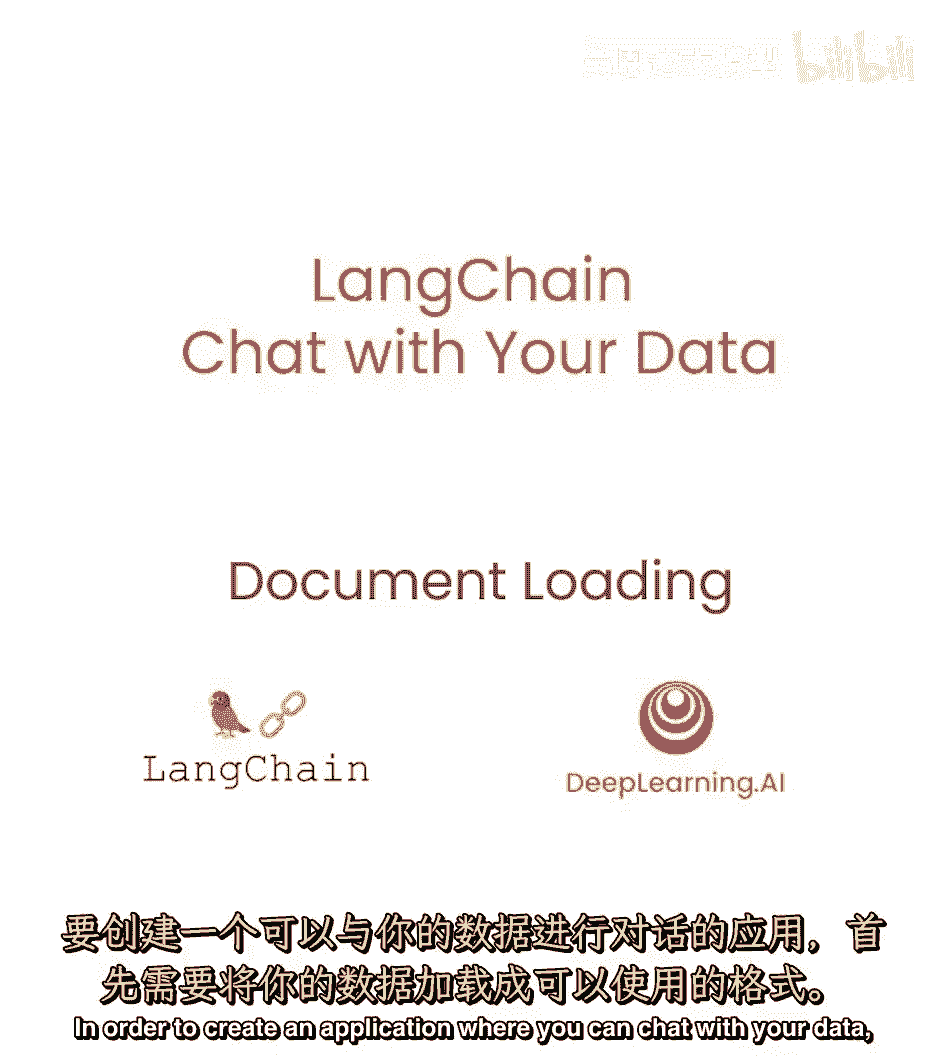 bilibili
LangChain
Chat with Your Data
Document Loading
LangChain
DeepLearning.AI
要创建一个可以与你的数据进行对话的应用，首
先需要将你的数据加载成可以使用的格式。
In order to create an application where you can chat with your data,